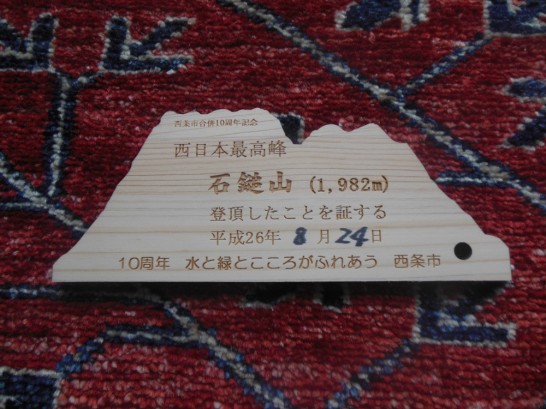 西条市合併10周年記念
西日本最高峰
石鎚山 (1,982m)
登頂したことを証する
平成26年 8月24日
10周年 水と緑とこころがふれあう 西条市